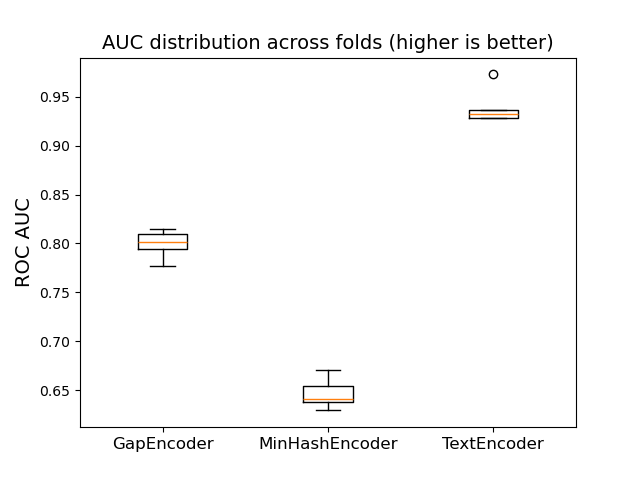 AUC distribution across folds (higher is better)
ROC AUC
0.95
0.90
0.85
0.80
0.75
0.70
0.65
GapEncoder
MinHashEncoder
TextEncoder